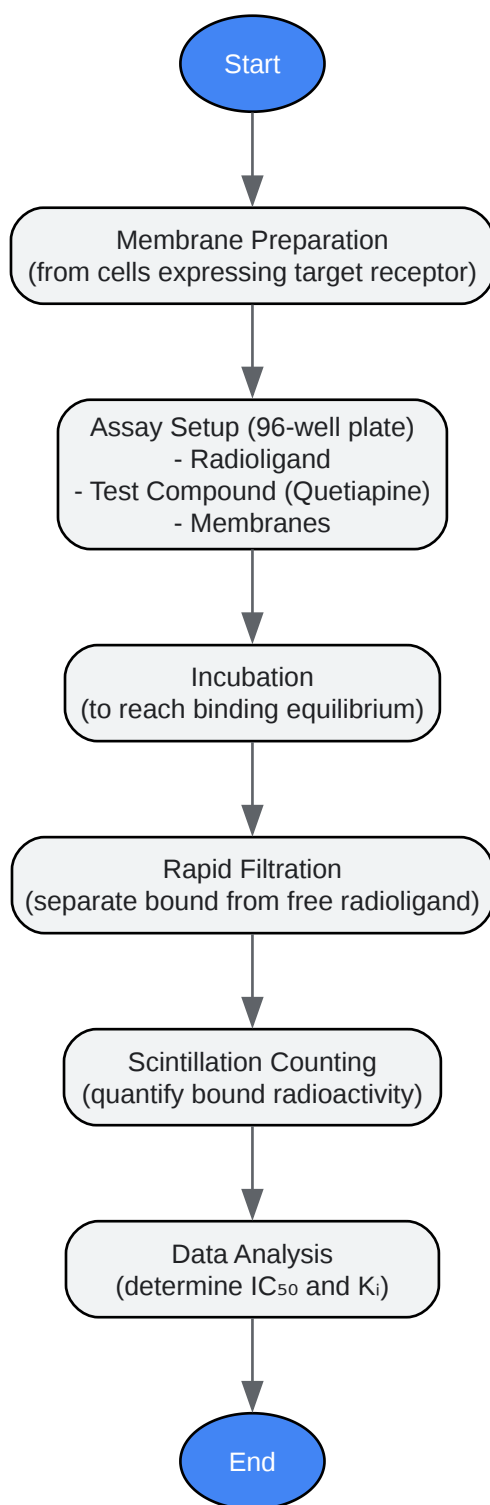 Start
Membrane Preparation
(from cells expressing target receptor)
Assay Setup (96-well plate)
- Radioligand
- Test Compound (Quetiapine)
- Membranes
Incubation
(to reach binding equilibrium)
Rapid Filtration
(separate bound from free radioligand)
Scintillation Counting
(quantify bound radioactivity)
Data Analysis
(determine IC₅₀ and Kᵢ)
End